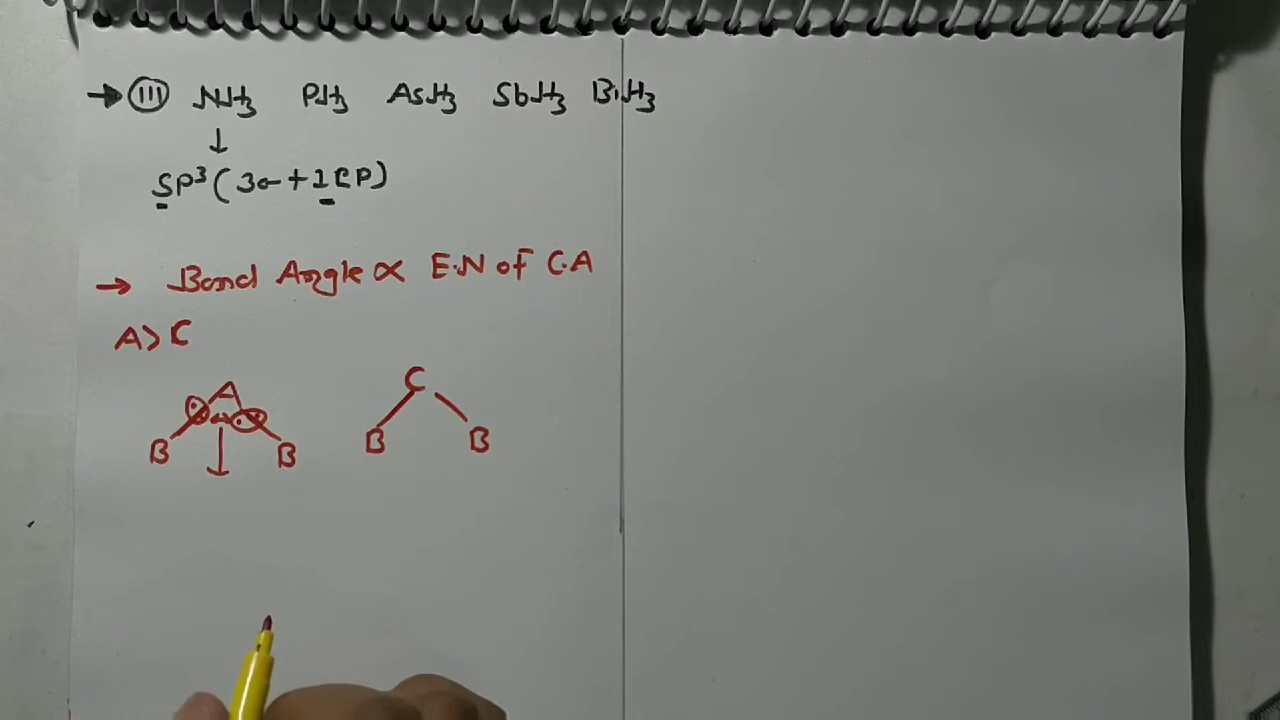 → (III) NH3 PH3 AsH3 SbH3 BiH3
↓
SP³ (3σ + 1LP)
→ Bond Angle ∝ E.N of C.A
A > C
A C
B B B B